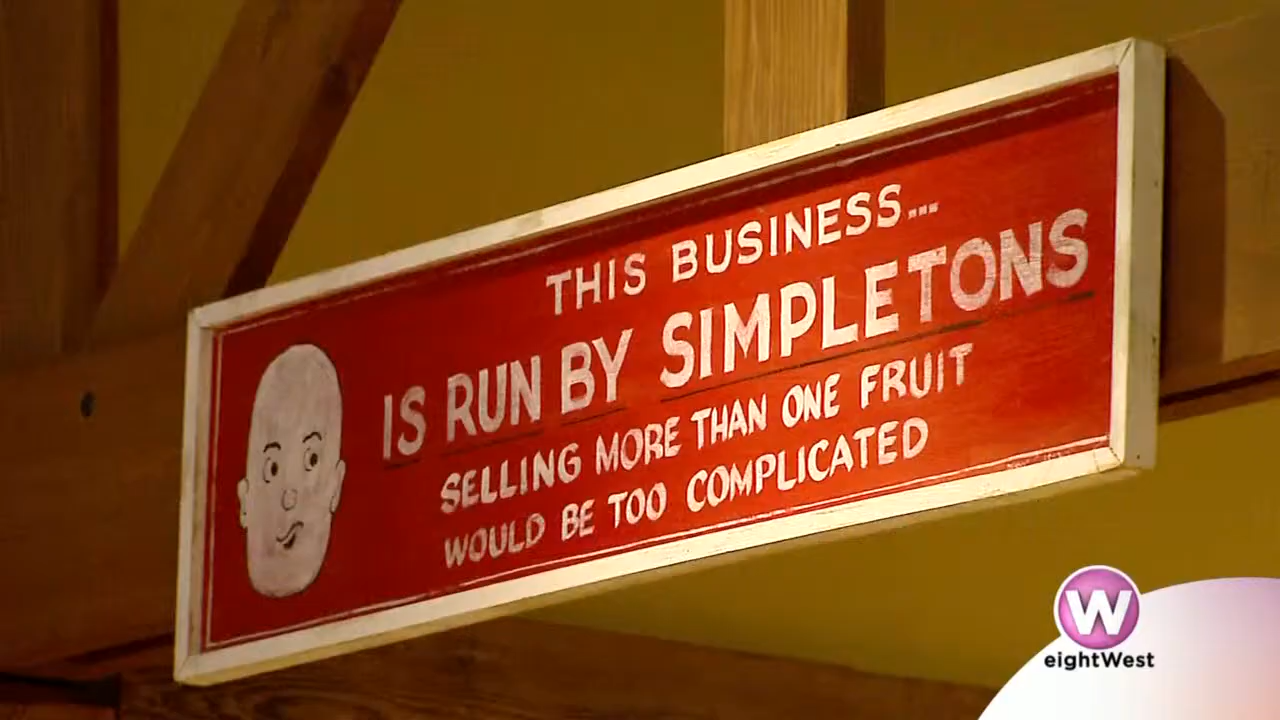 THIS BUSINESS...
IS RUN BY SIMPLETONS
SELLING MORE THAN ONE FRUIT
WOULD BE TOO COMPLICATED
W
eightWest